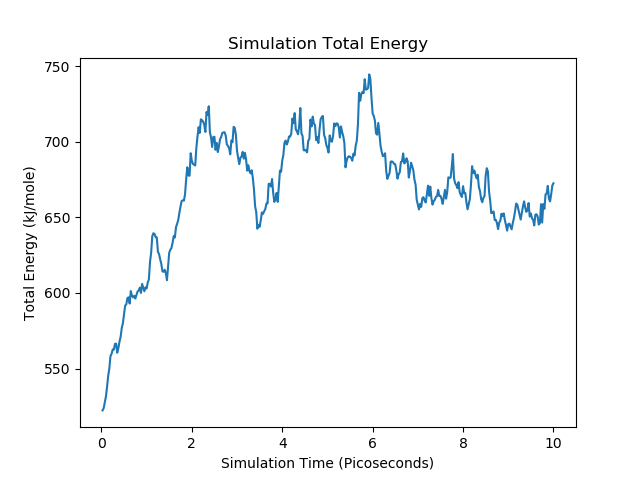 Simulation Total Energy
Total Energy (kJ/mole)
750
700
650
600
550
0 2 4 6 8 10
Simulation Time (Picoseconds)